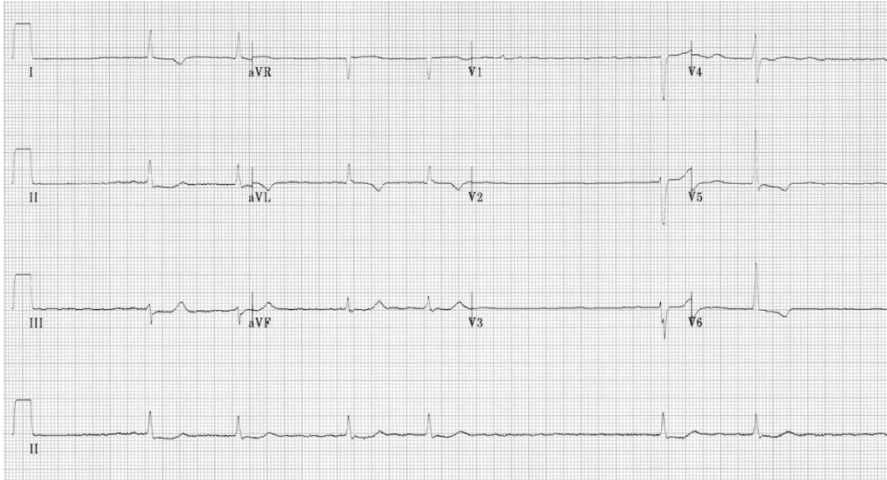 I aVR V1 V4
II aVL V2 V5
III aVF V3 V6
II